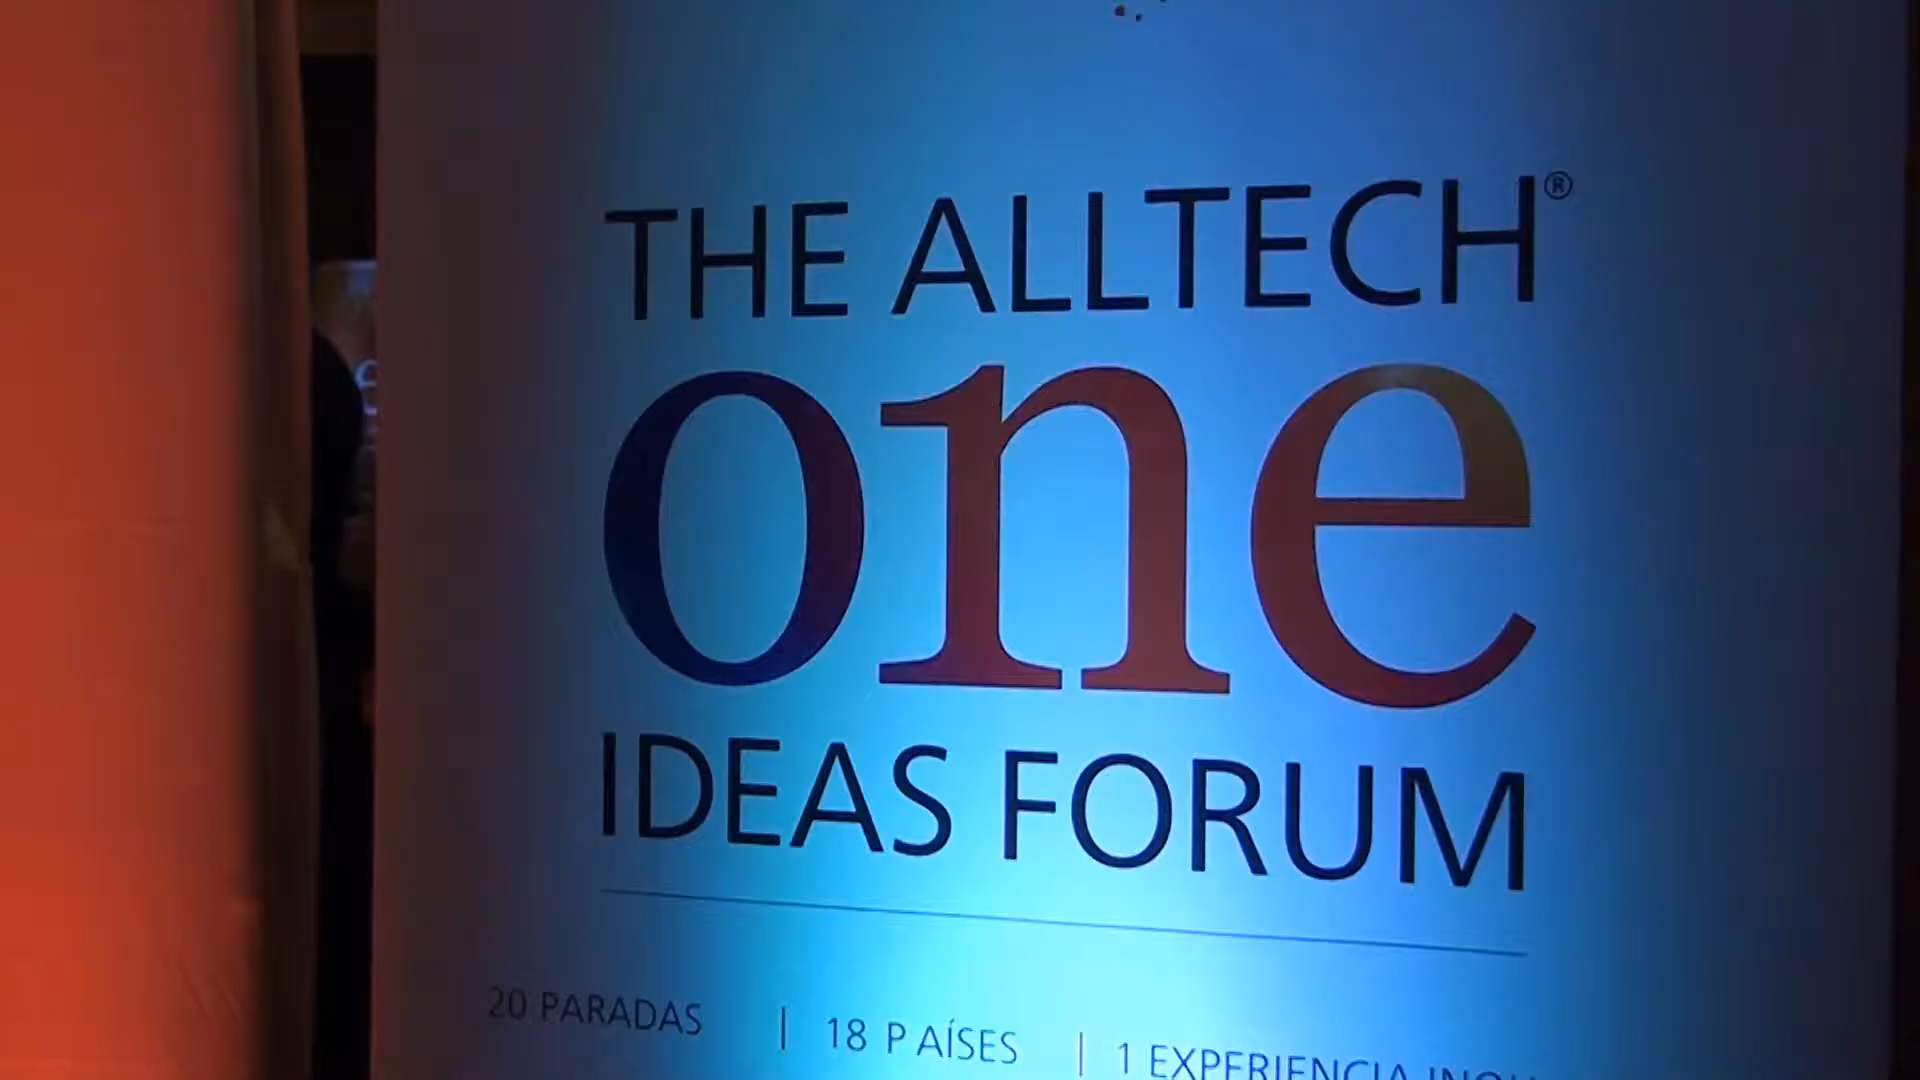 THE ALLTECH®
one
IDEAS FORUM
20 PARADAS | 18 PAÍSES | 1 EXPERIENCIA